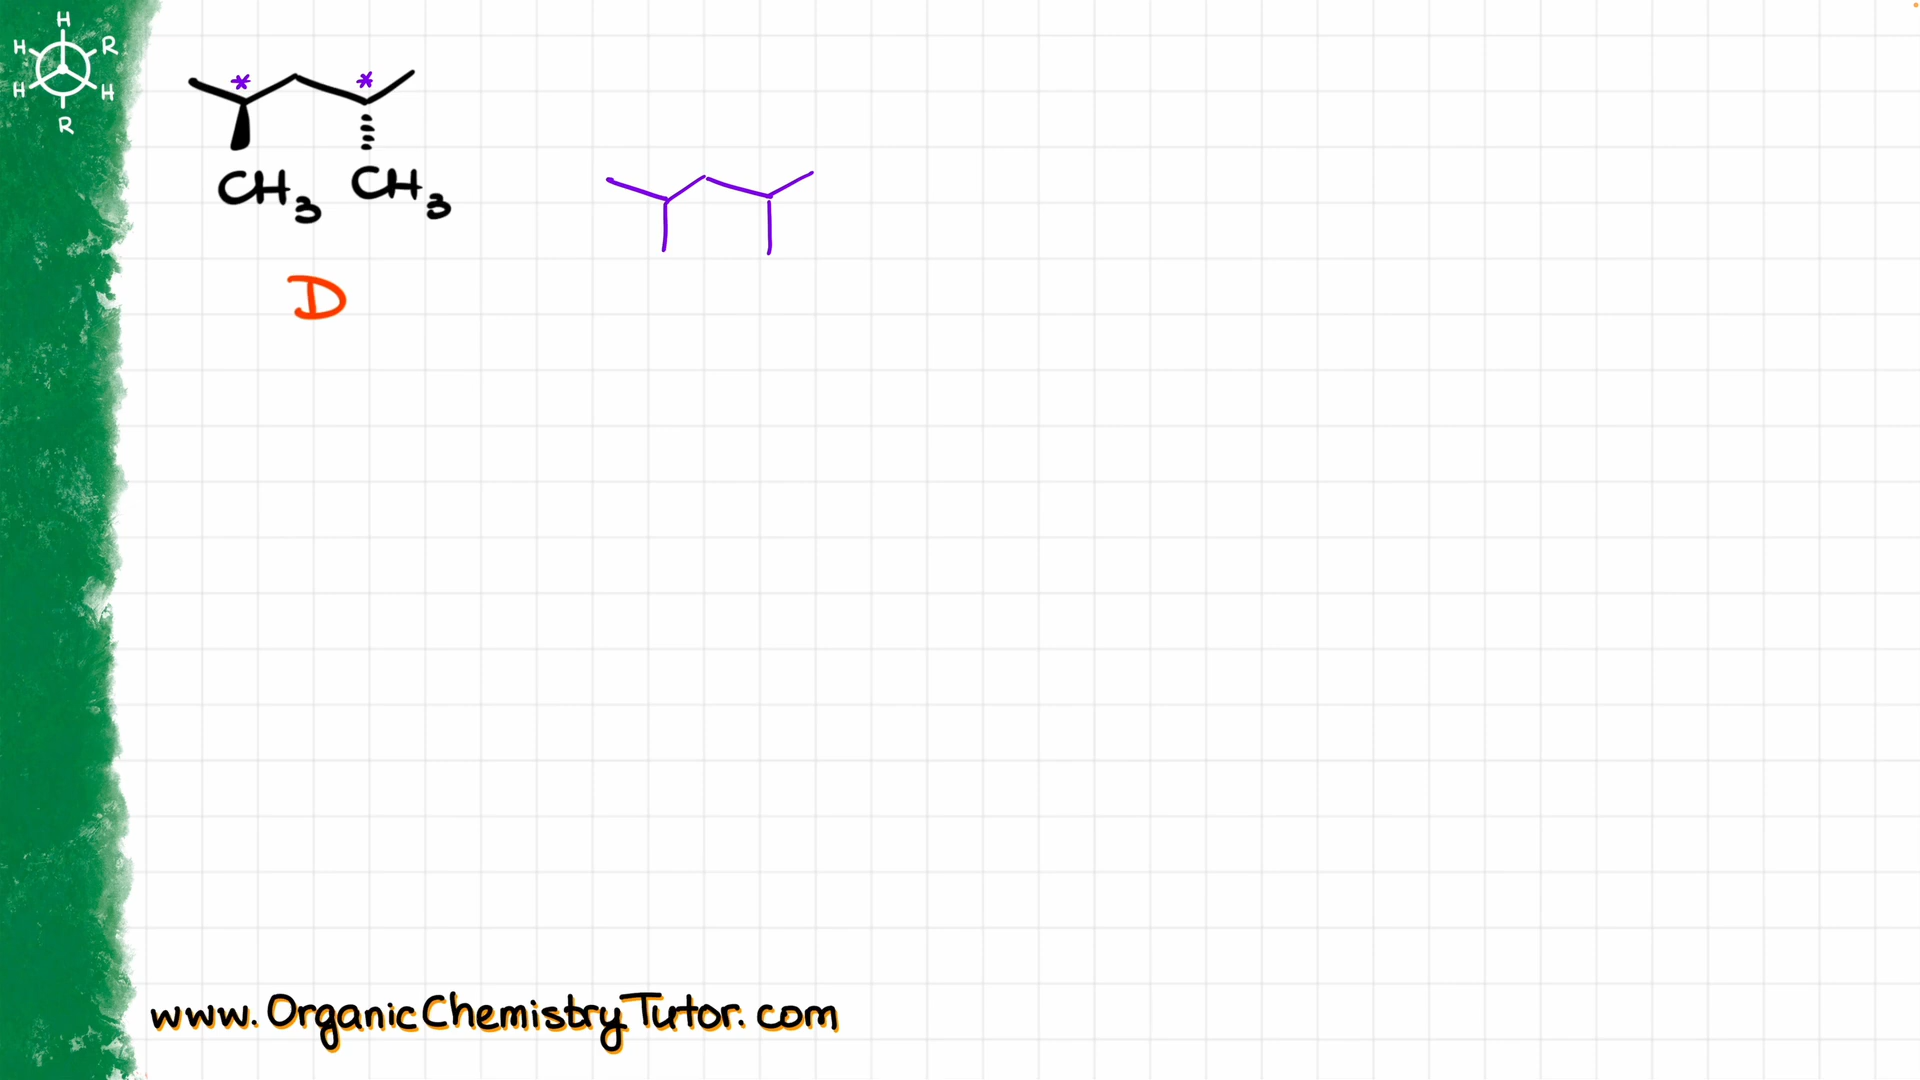 H
H R
H H
R
* *
CH3 CH3
D
www.OrganicChemistryTutor.com